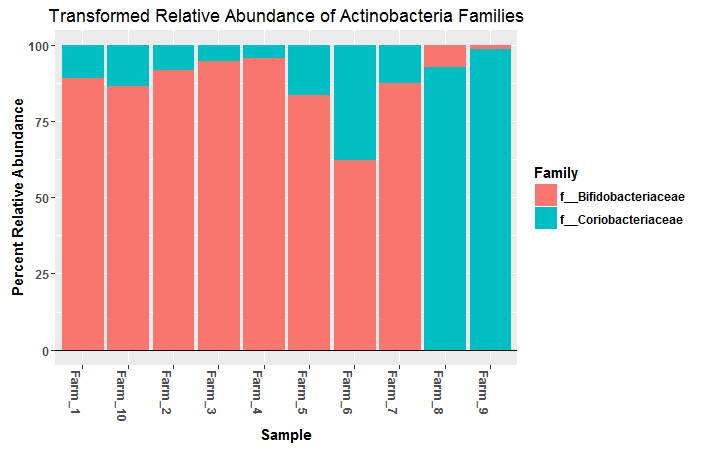 Transformed Relative Abundance of Actinobacteria Families
Percent Relative Abundance
100
75
50
25
0
Farm_1
Farm_10
Farm_2
Farm_3
Farm_4
Farm_5
Farm_6
Farm_7
Farm_8
Farm_9
Sample
Family
f__Bifidobacteriaceae
f__Coriobacteriaceae